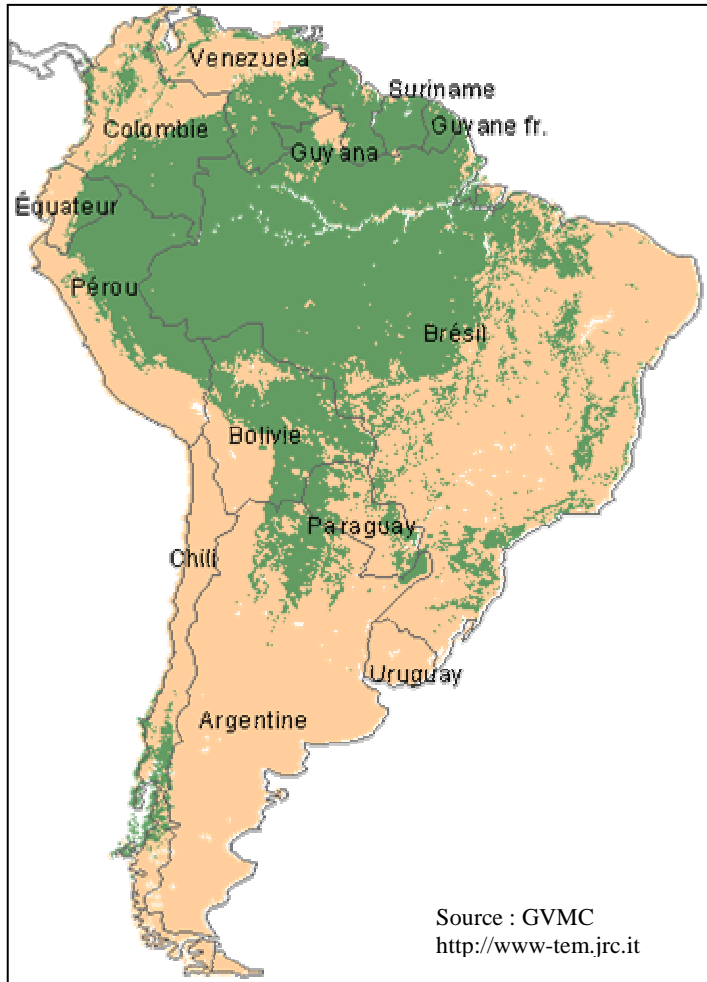 Venezuela
Suriname
Colombie
Guyane fr.
Guyana
Équateur
Pérou
Brésil
Bolivie
Paraguay
Chili
Uruguay
Argentine
Source : GVMC
http://www-tem.jrc.it